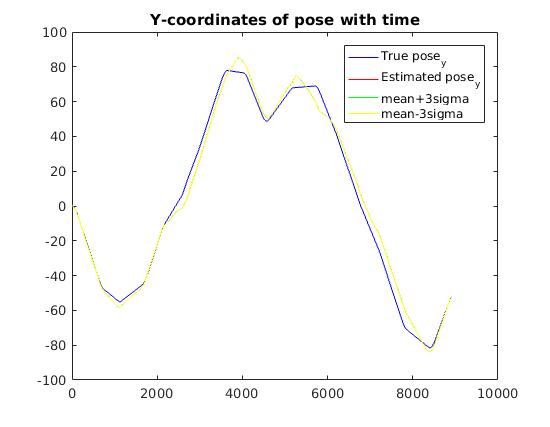 Y-coordinates of pose with time
100
80
60
40
20
0
-20
-40
-60
-80
-100
0 2000 4000 6000 8000 10000
True pose_y
Estimated pose_y
mean+3sigma
mean-3sigma